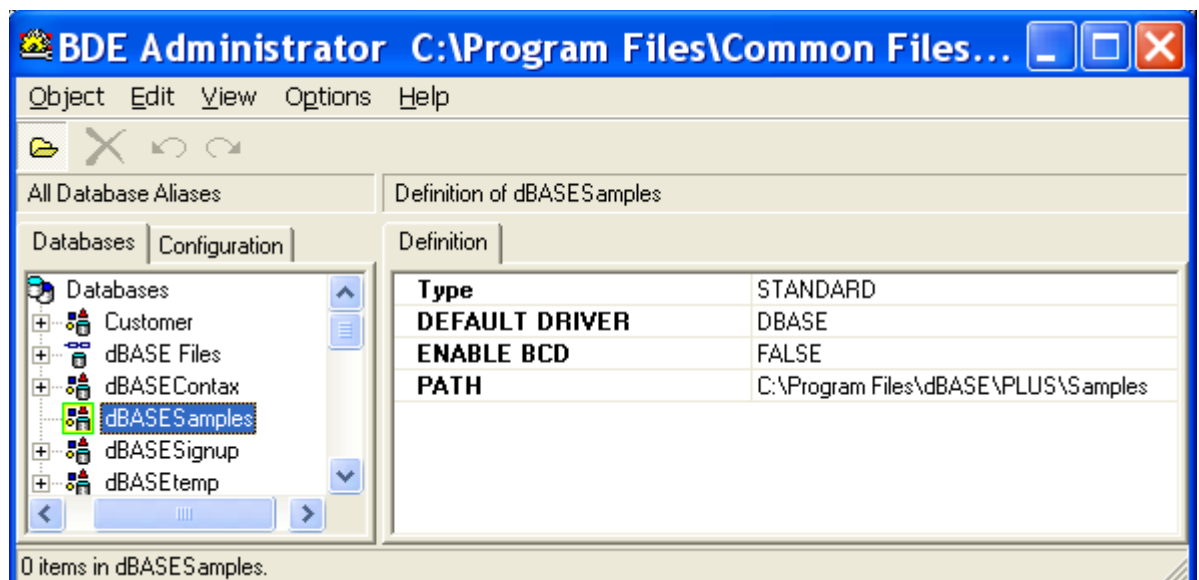 BDE Administrator C:\Program Files\Common Files...
Object Edit View Options Help
All Database Aliases
Definition of dBASESamples
Databases Configuration
Definition
Databases
Customer
dBASE Files
dBASEContax
dBASESamples
dBASESignup
dBASEtemp
Type STANDARD
DEFAULT DRIVER DBASE
ENABLE BCD FALSE
PATH C:\Program Files\dBASE\PLUS\Samples
0 items in dBASESamples.